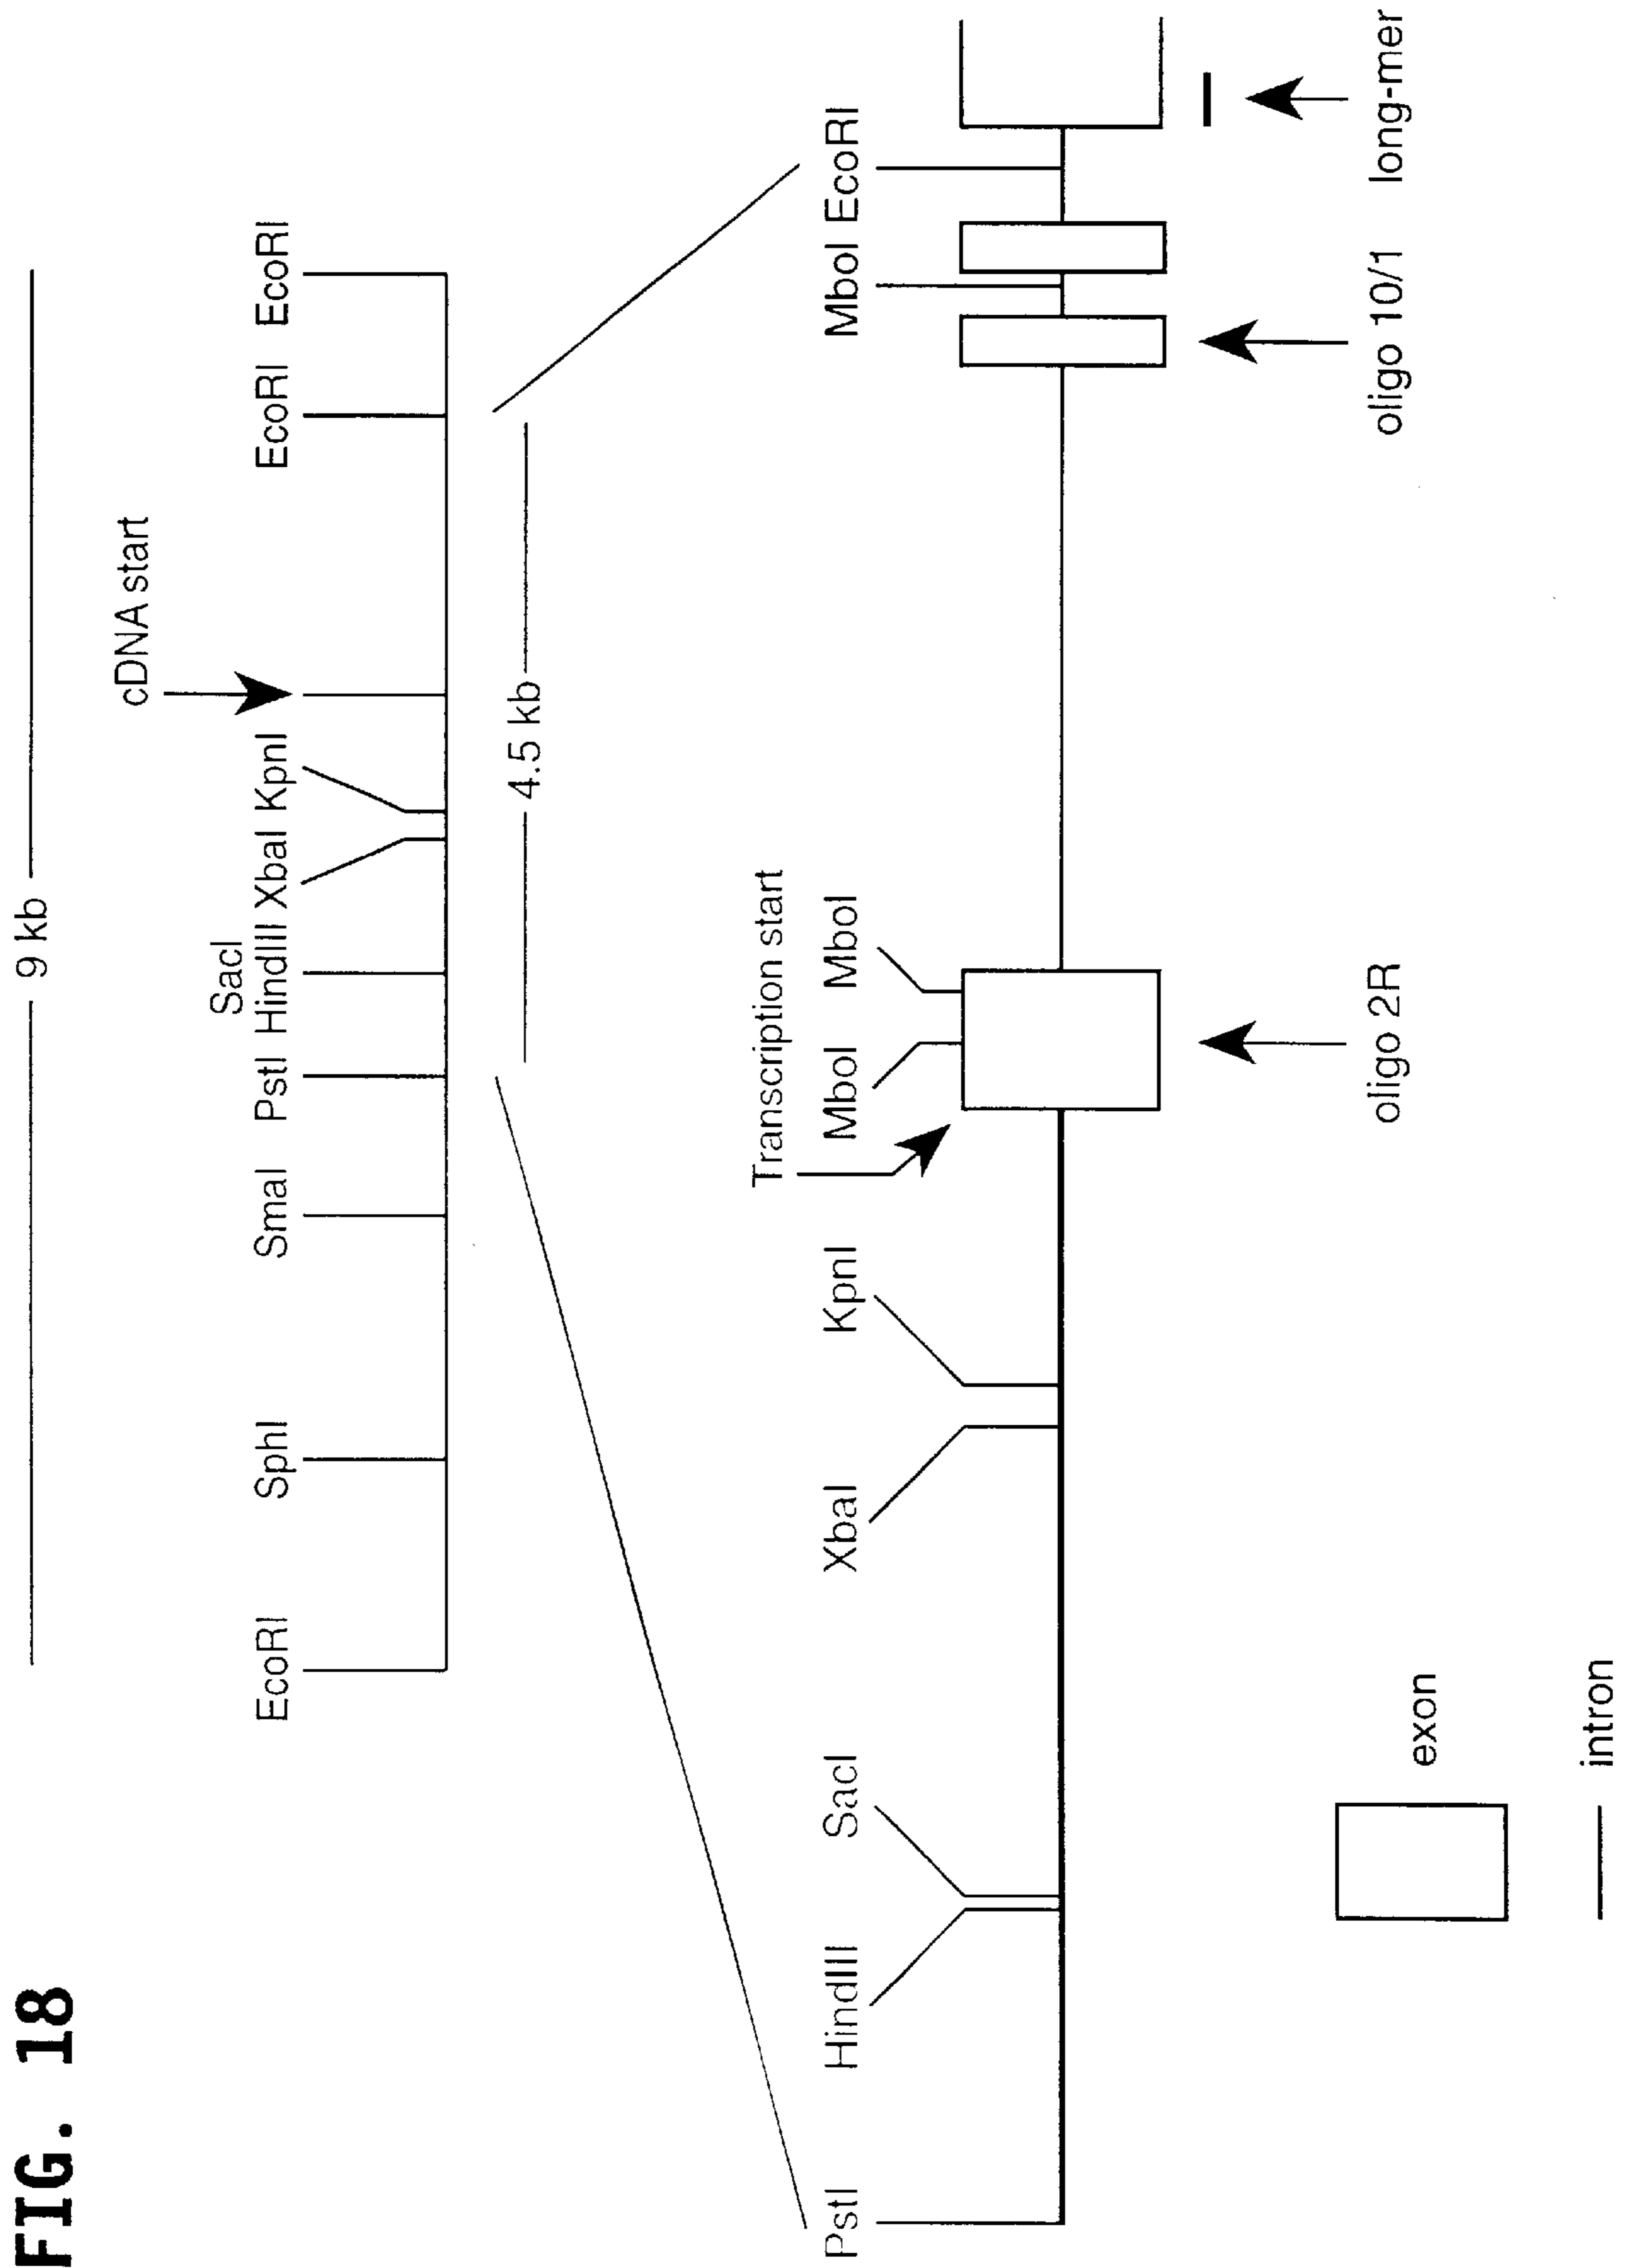 FIG. 18
9 kb
cDNA start
SacI
EcoRI SphI SmaI PstI HindIII XbaI KpnI EcoRI EcoRI
4.5 kb
Transcription start
PstI HindIII SacI XbaI KpnI MboI MboI MboI EcoRI
oligo 2R oligo 10/1 long-mer
exon
intron